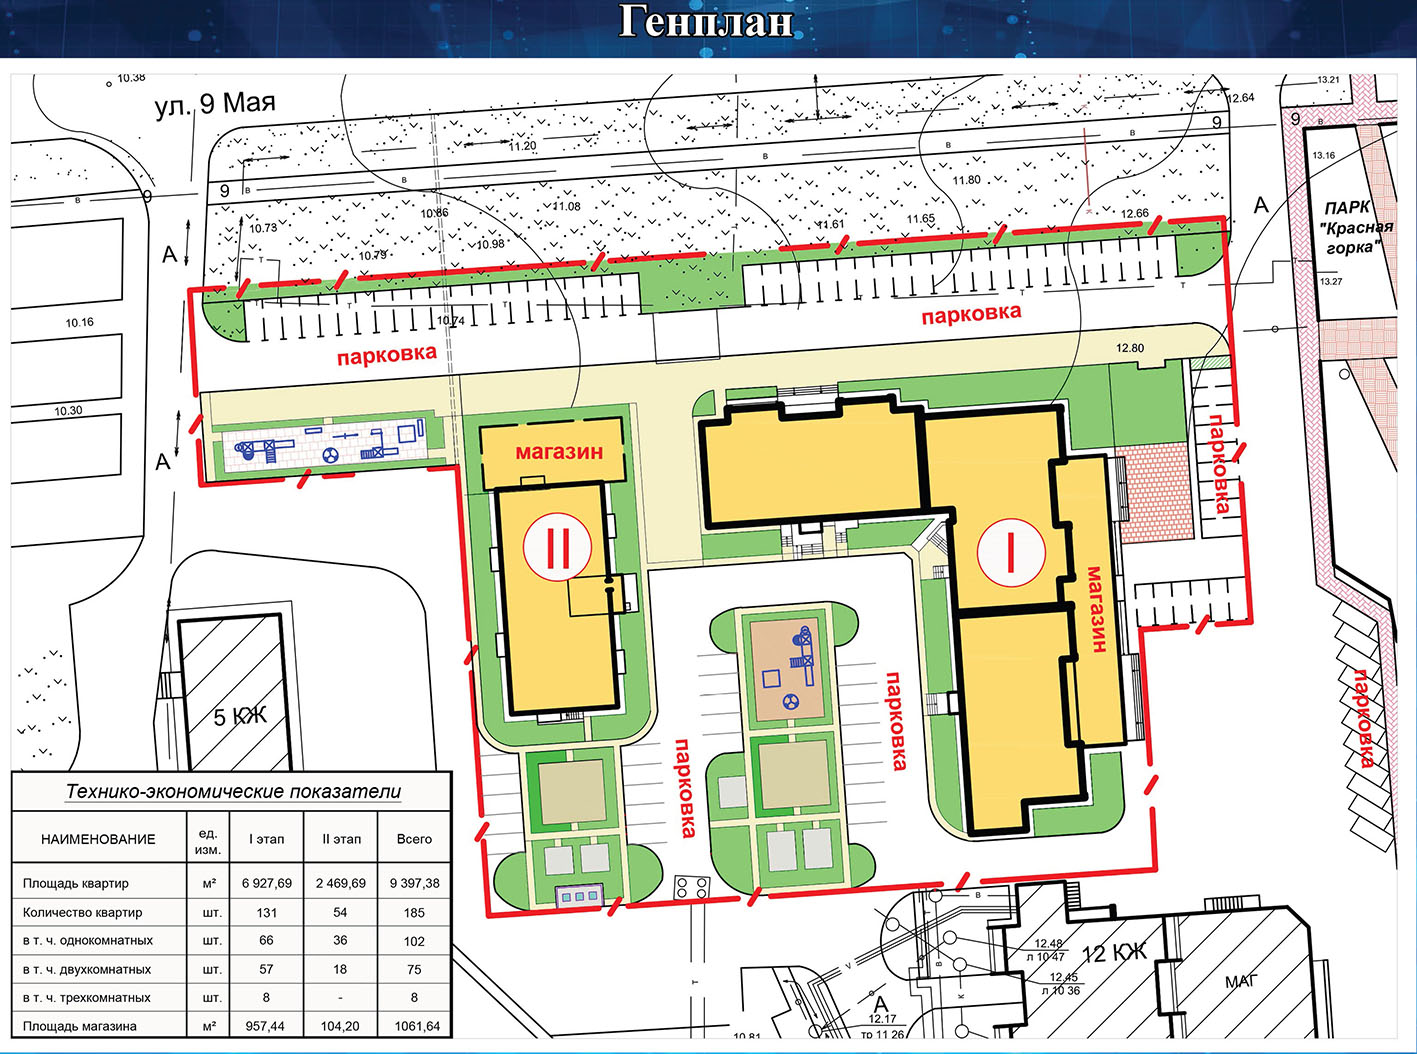 Генплан
10.38
ул. 9 Мая
13.21
12.64
9
9
В
В
11.20
В
13.16
11.80
9
9
В
В
В
10.86
11.08
ПАРК
"Красная
горка"
А
10.73
11.61
11.65
12.66
К
10.98
А
10.79
Т
Т
13.27
10.16
10.74
Т
Т
Т
парковка
парковка
12.80
10.30
А
магазин
парковка
II
I
магазин
5 КЖ
парковка
парковка
парковка
Технико-экономические показатели
НАИМЕНОВАНИЕ
ед. изм.
I этап
II этап
Всего
Площадь квартир м² 6 927,69 2 469,69 9 397,38
Количество квартир шт. 131 54 185
в т. ч. однокомнатных шт. 66 36 102
в т. ч. двухкомнатных шт. 57 18 75
в т. ч. трехкомнатных шт. 8 - 8
Площадь магазина м² 957,44 104,20 1061,64
В
12.48
л 10 47
12 КЖ
12,45
л 10 36
МАГ
А
12.17
тр 11 26
10.81